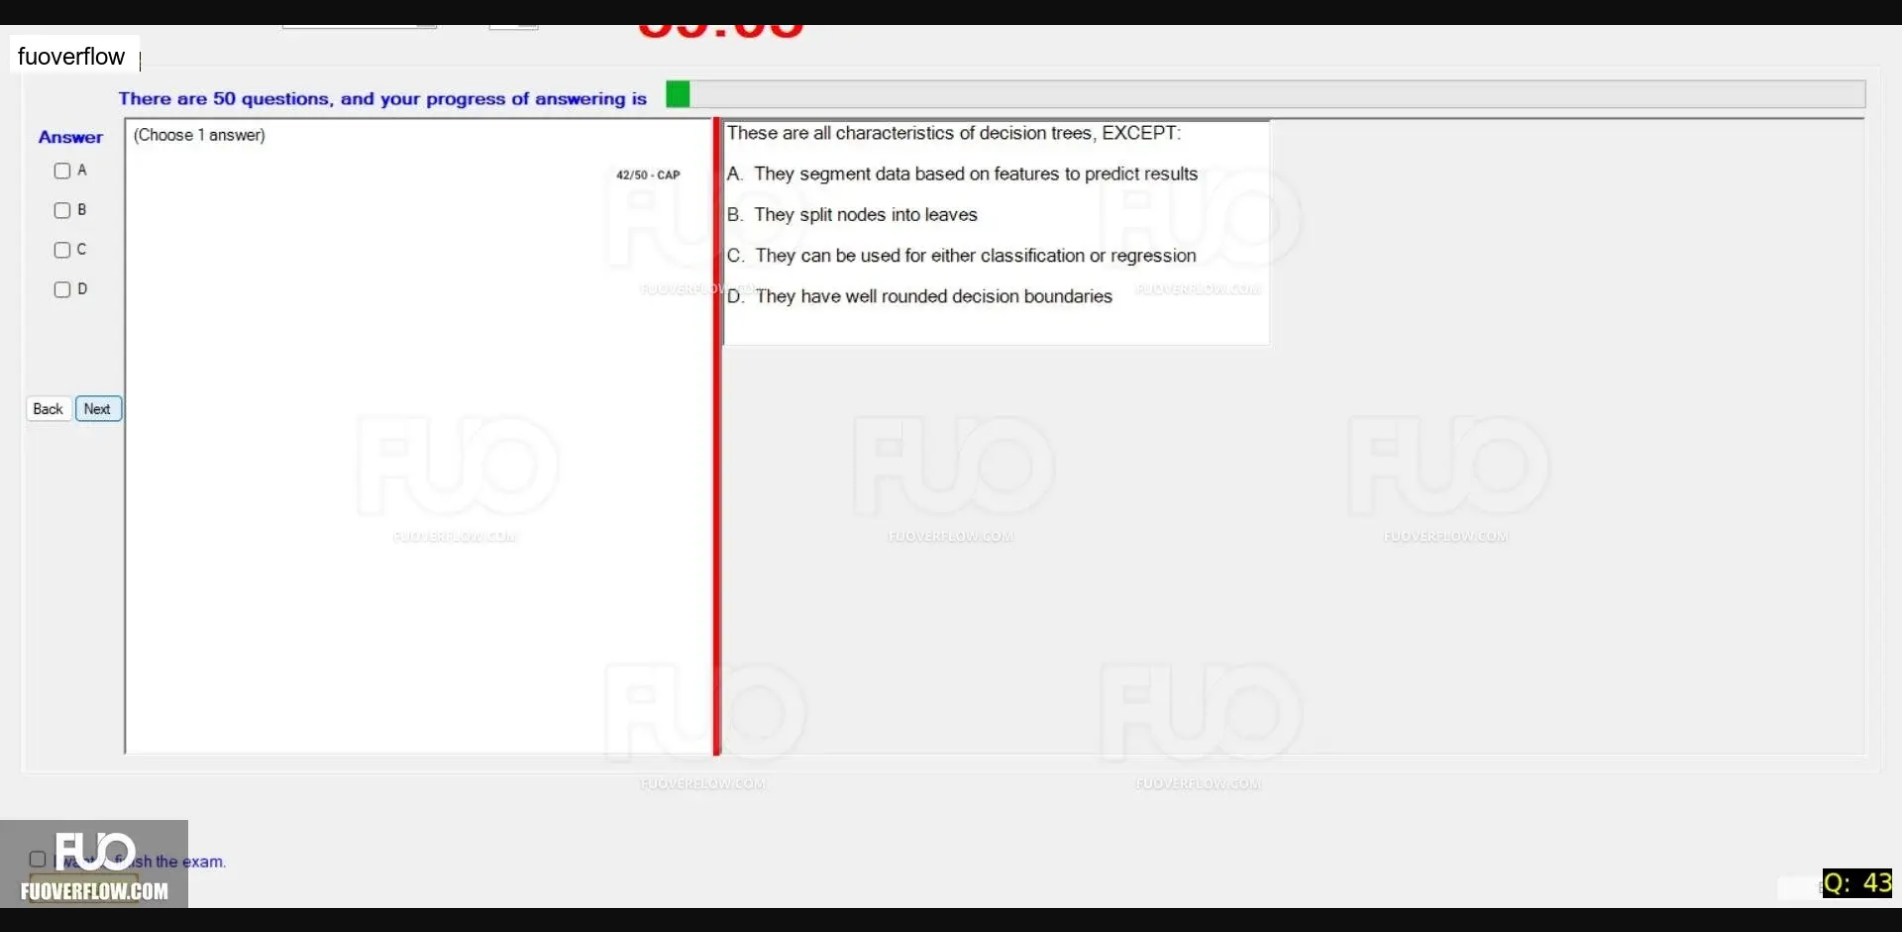 fuoverflow
There are 50 questions, and your progress of answering is
Answer
(Choose 1 answer)
A
B
C
D
42/50 - CAP
Back
Next
These are all characteristics of decision trees, EXCEPT:
A. They segment data based on features to predict results
B. They split nodes into leaves
C. They can be used for either classification or regression
D. They have well rounded decision boundaries
FUO
FUOVERFLOW.COM
FUO
FUOVERFLOW.COM
FUO
FUOVERFLOW.COM
FUO
FUOVERFLOW.COM
FUO
FUOVERFLOW.COM
FUO
FUOVERFLOW.COM
FUO
FUOVERFLOW.COM
the exam.
FUO
FUOVERFLOW.COM
Q: 43